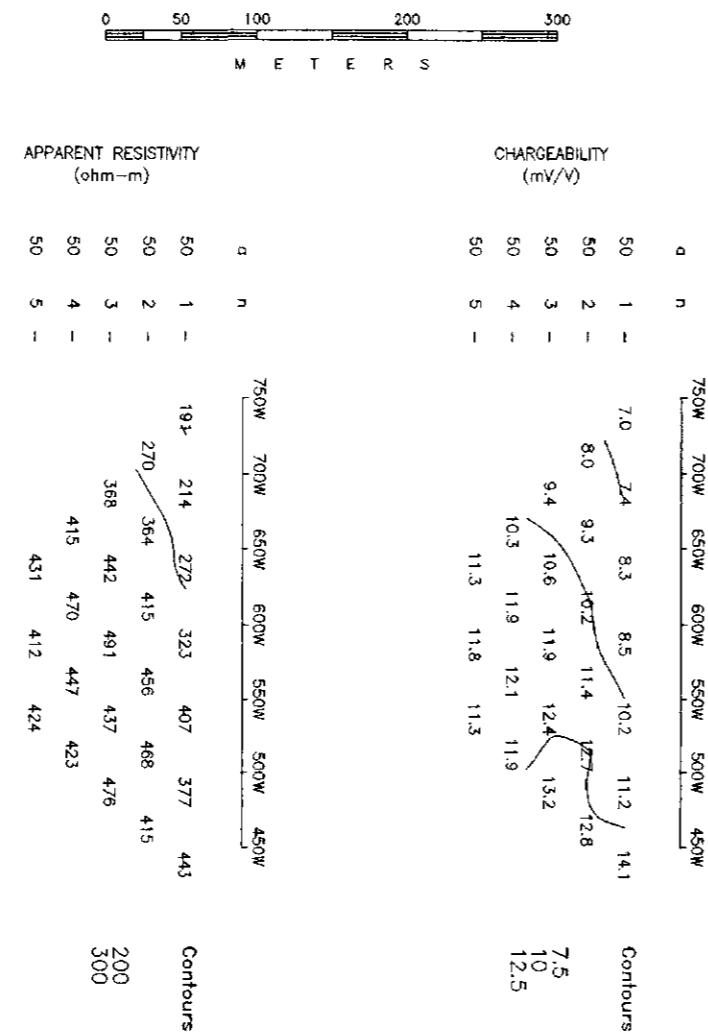 0 50 100 200 300
M E T E R S
APPARENT RESISTIVITY
(ohm-m)
CHARGEABILITY
(mV/V)
a n
50 1 -
50 2 -
50 3 -
50 4 -
50 5 -
750W 700W 650W 600W 550W 500W 450W
7.0 7.4 8.3 8.5 10.2 11.2 14.1
8.0 9.3 10.2 11.4 12.7 12.8
9.4 10.6 11.9 12.4 13.2
10.3 11.9 12.1 11.9
11.3 11.8 11.3
Contours
7.5
10
12.5
a n
50 1 -
50 2 -
50 3 -
50 4 -
50 5 -
750W 700W 650W 600W 550W 500W 450W
191 214 272 323 407 377 443
270 364 415 456 468 415
368 442 491 437 476
415 470 447 423
431 412 424
Contours
200
300